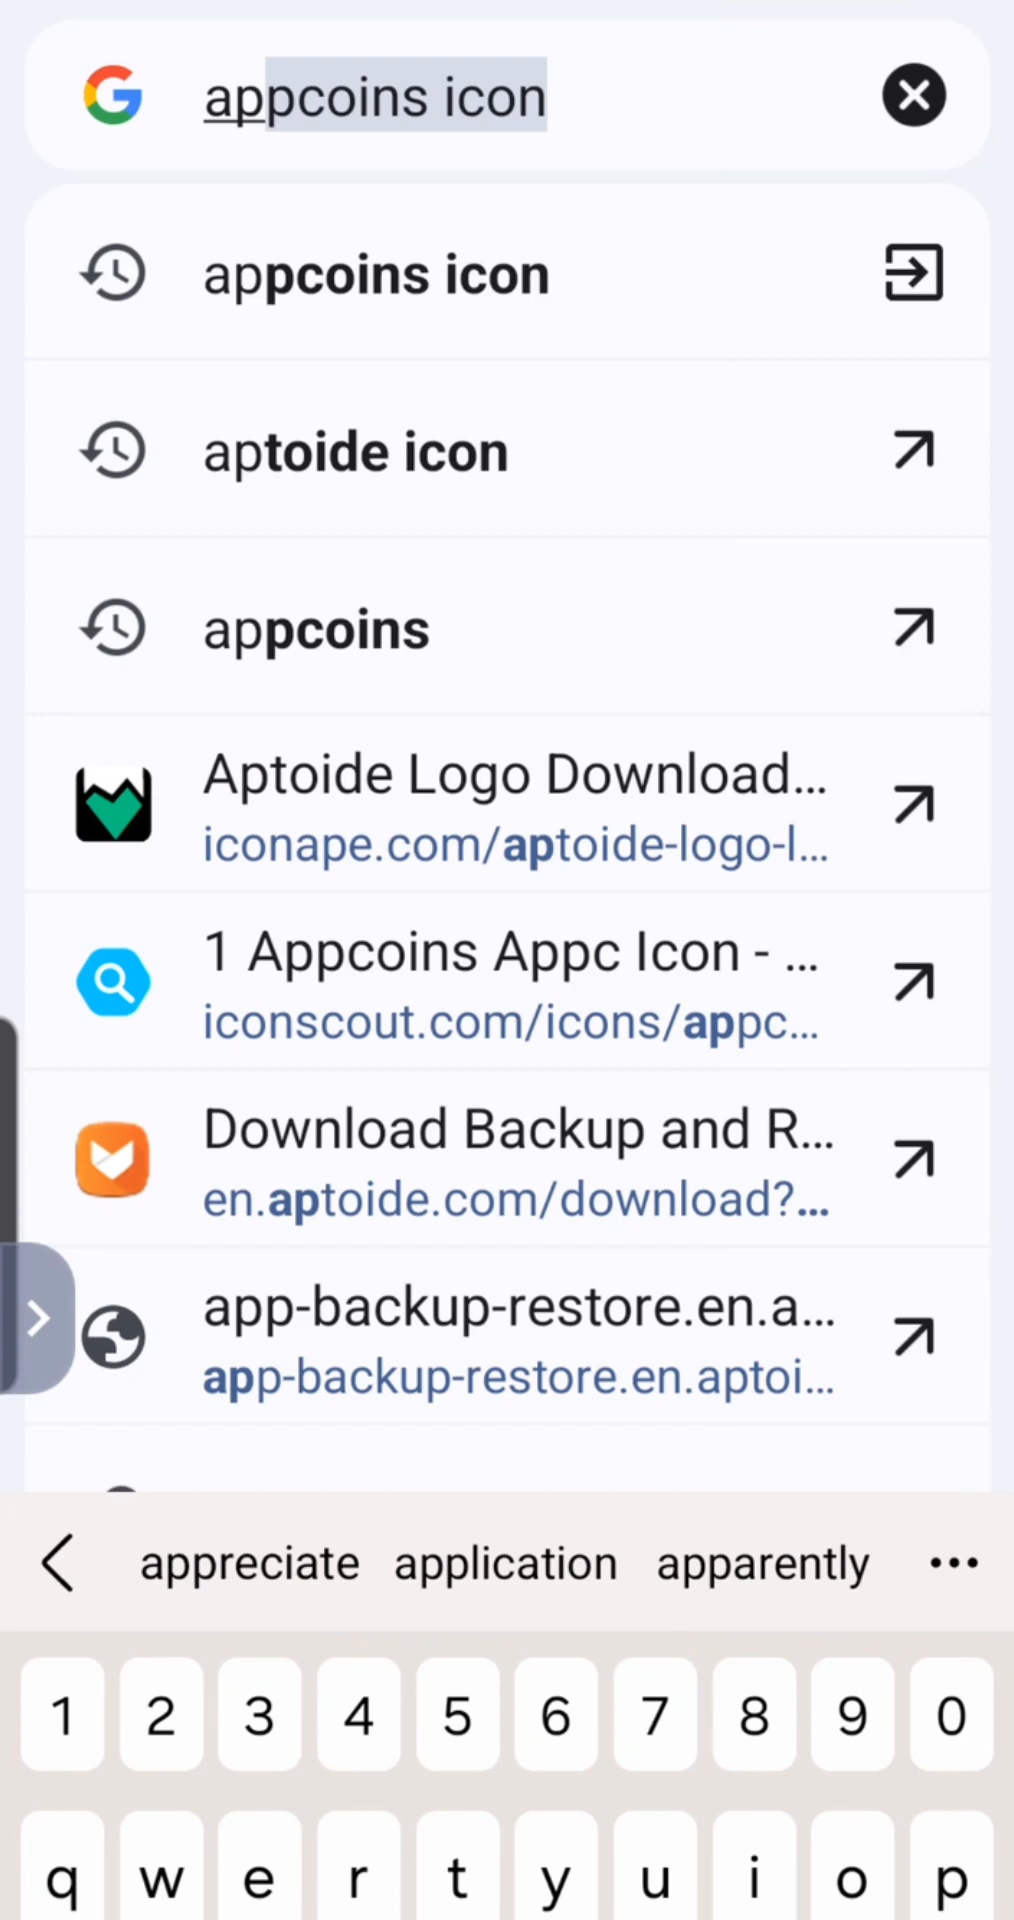 appcoins icon
appcoins icon
aptoide icon
appcoins
Aptoide Logo Download...
iconape.com/aptoide-logo-l...
1 Appcoins Appc Icon - ...
iconscout.com/icons/appc...
Download Backup and R...
en.aptoide.com/download?...
app-backup-restore.en.a...
app-backup-restore.en.aptoi...
appreciate application apparently
1 2 3 4 5 6 7 8 9 0
q w e r t y u i o p